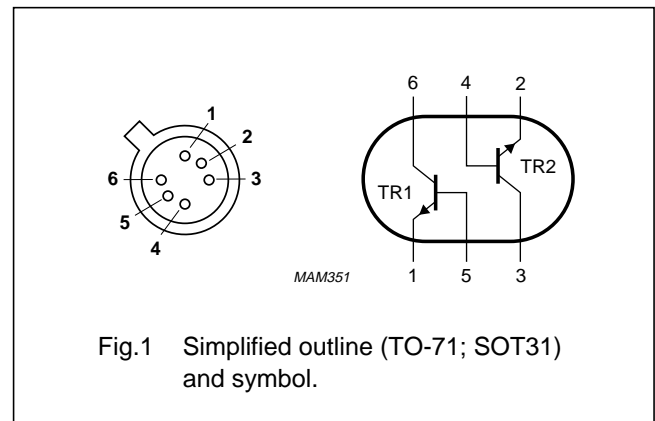 1
2
3
4
5
6
6 4 2
TR1
TR2
1 5 3
MAM351
Fig.1 Simplified outline (TO-71; SOT31)
and symbol.